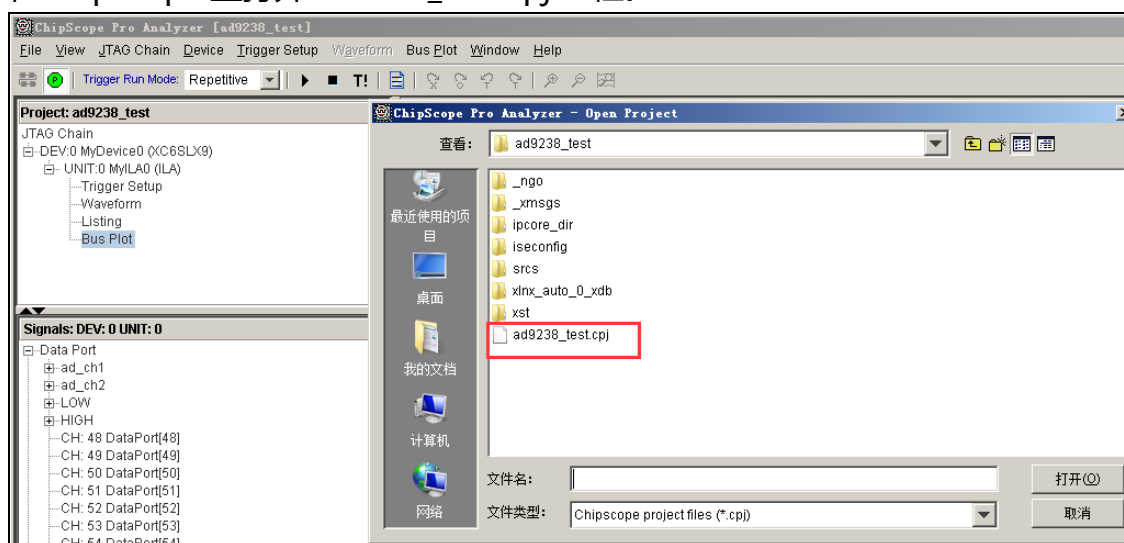 ChipScope Pro Analyzer [ad9238_test]
File View JTAG Chain Device Trigger Setup Waveform Bus Plot Window Help
Trigger Run Mode: Repetitive T!
Project: ad9238_test
JTAG Chain
DEV:0 MyDevice0 (XC6SLX9)
UNIT:0 MyILA0 (ILA)
Trigger Setup
Waveform
Listing
Bus Plot
Signals: DEV: 0 UNIT: 0
Data Port
ad_ch1
ad_ch2
LOW
HIGH
CH: 48 DataPort[48]
CH: 49 DataPort[49]
CH: 50 DataPort[50]
CH: 51 DataPort[51]
CH: 52 DataPort[52]
CH: 53 DataPort[53]
CH: 54 DataPort[54]
ChipScope Pro Analyzer - Open Project
查看: ad9238_test
最近使用的项
目
桌面
我的文档
计算机
网络
_ngo
_xmsgs
ipcore_dir
iseconfig
srcs
xlnx_auto_0_xdb
xst
ad9238_test.cpj
文件名: 打开(O)
文件类型: Chipscope project files (*.cpj) 取消